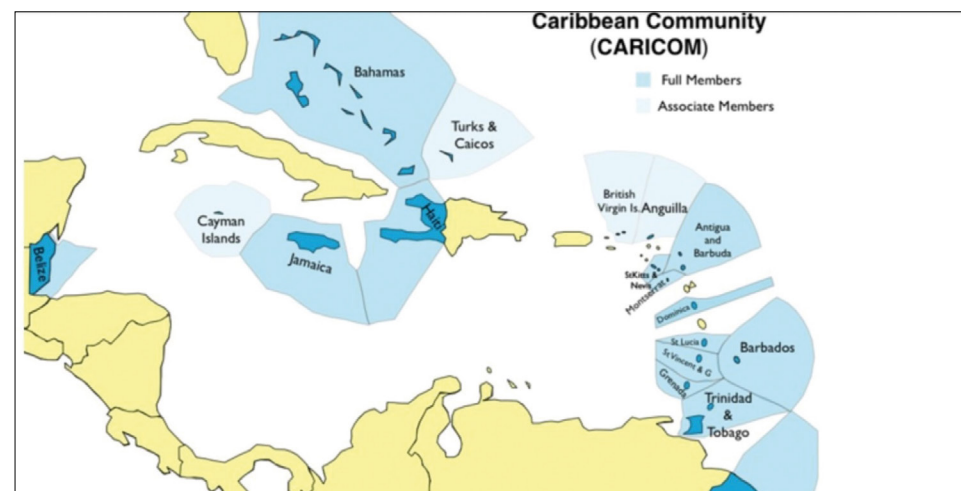 Caribbean Community
(CARICOM)
Full Members
Associate Members
Bahamas
Turks &
Caicos
Cayman
Islands
Haiti
Jamaica
Belize
British
Virgin Is.
Anguilla
Antigua
and
Barbuda
St Kitts &
Nevis
Montserrat
Dominica
St Lucia
St Vincent & G
Barbados
Grenada
Trinidad
&
Tobago